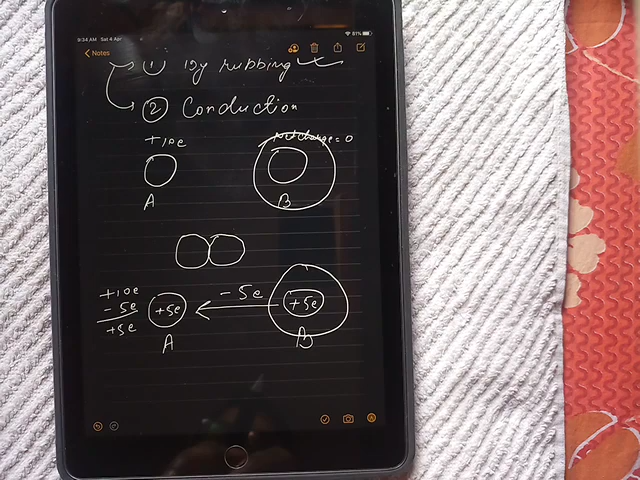 9:34 AM Sat 4 Apr 61%
Notes
(1) By rubbing
(2) Conduction
+10e net charge = 0
A B
+10e
- 5e
+5e
+5e - 5e +5e
A B